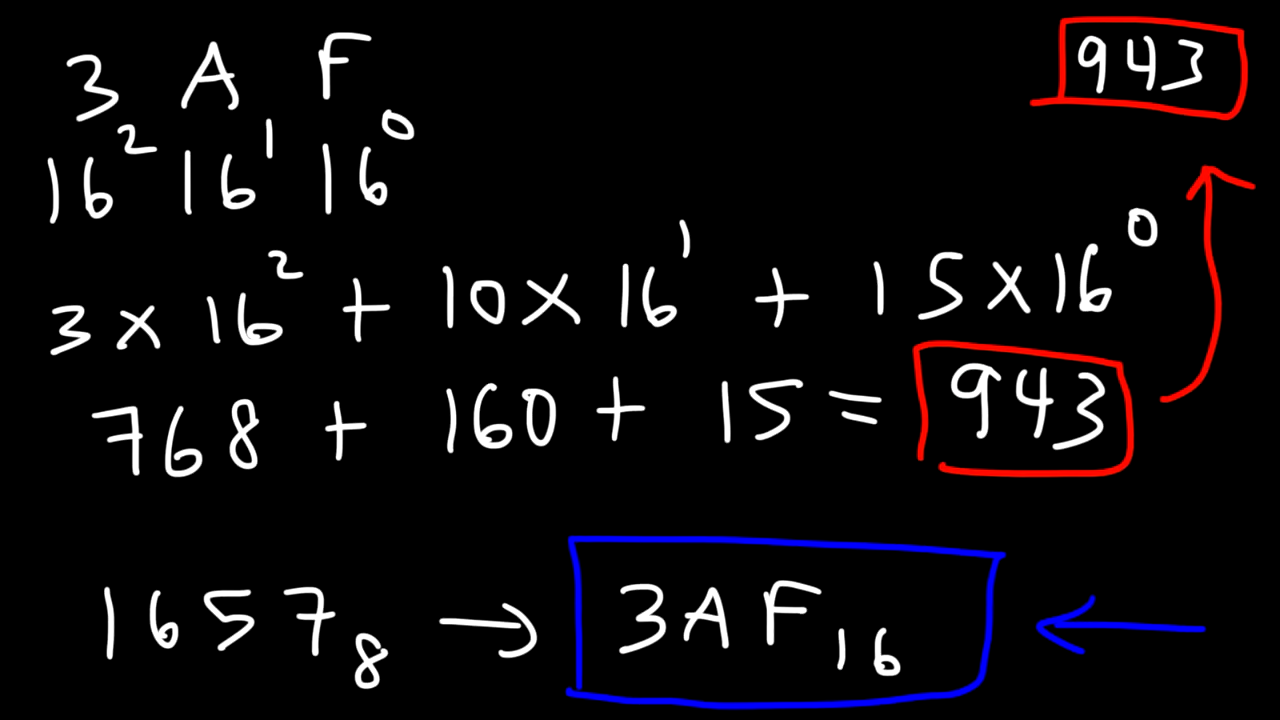 3 A F
943
16² 16¹ 16⁰
3 × 16² + 10 × 16¹ + 15 × 16⁰
768 + 160 + 15 = 943
1657₈ → 3AF₁₆